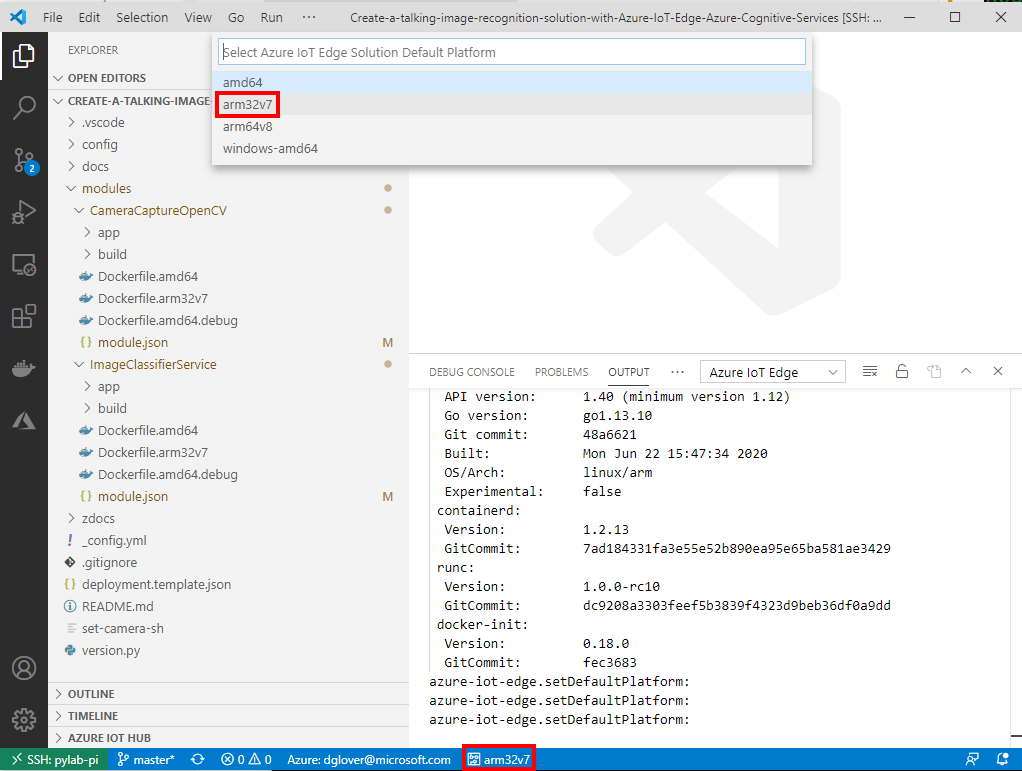 File Edit Selection View Go Run ··· Create-a-talking-image-recognition-solution-with-Azure-IoT-Edge-Azure-Cognitive-Services [SSH: ...
EXPLORER
OPEN EDITORS
CREATE-A-TALKING-IMAGE-
.vscode
config
docs
modules
CameraCaptureOpenCV
app
build
Dockerfile.amd64
Dockerfile.arm32v7
Dockerfile.amd64.debug
{} module.json M
ImageClassifierService
app
build
Dockerfile.amd64
Dockerfile.arm32v7
Dockerfile.amd64.debug
{} module.json M
zdocs
! _config.yml
.gitignore
{} deployment.template.json
README.md
set-camera-sh
version.py
OUTLINE
TIMELINE
AZURE IOT HUB
2
Select Azure IoT Edge Solution Default Platform
amd64
arm32v7
arm64v8
windows-amd64
DEBUG CONSOLE PROBLEMS OUTPUT ··· Azure IoT Edge
API version: 1.40 (minimum version 1.12)
Go version: go1.13.10
Git commit: 48a6621
Built: Mon Jun 22 15:47:34 2020
OS/Arch: linux/arm
Experimental: false
containerd:
Version: 1.2.13
GitCommit: 7ad184331fa3e55e52b890ea95e65ba581ae3429
runc:
Version: 1.0.0-rc10
GitCommit: dc9208a3303feef5b3839f4323d9beb36df0a9dd
docker-init:
Version: 0.18.0
GitCommit: fec3683
azure-iot-edge.setDefaultPlatform:
azure-iot-edge.setDefaultPlatform:
azure-iot-edge.setDefaultPlatform:
SSH: pylab-pi master* 0 0 Azure: dglover@microsoft.com arm32v7